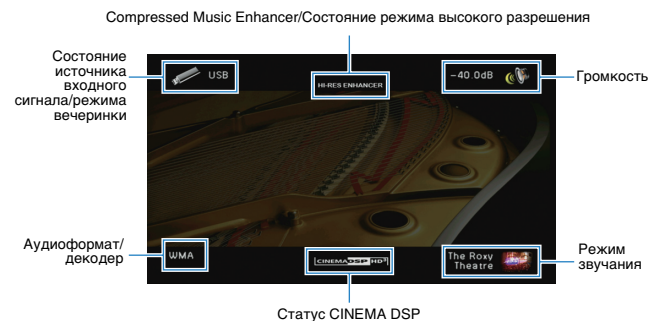 Compressed Music Enhancer/Состояние режима высокого разрешения
Состояние
источника
входного
сигнала/режима
вечеринки
USB
HI-RES ENHANCER
-40.0dB
Громкость
Аудиоформат/
декодер
WMA
CINEMA DSP HD³
The Roxy
Theatre
Режим
звучания
Статус CINEMA DSP